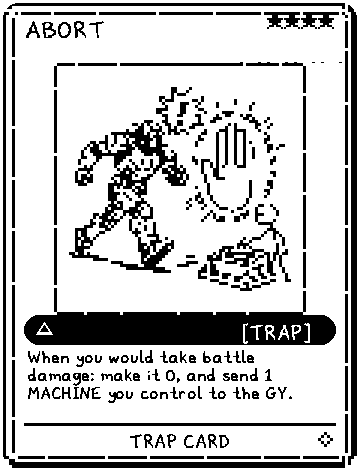 ABORT
[TRAP]
When you would take battle
damage: make it 0, and send 1
MACHINE you control to the GY.
TRAP CARD